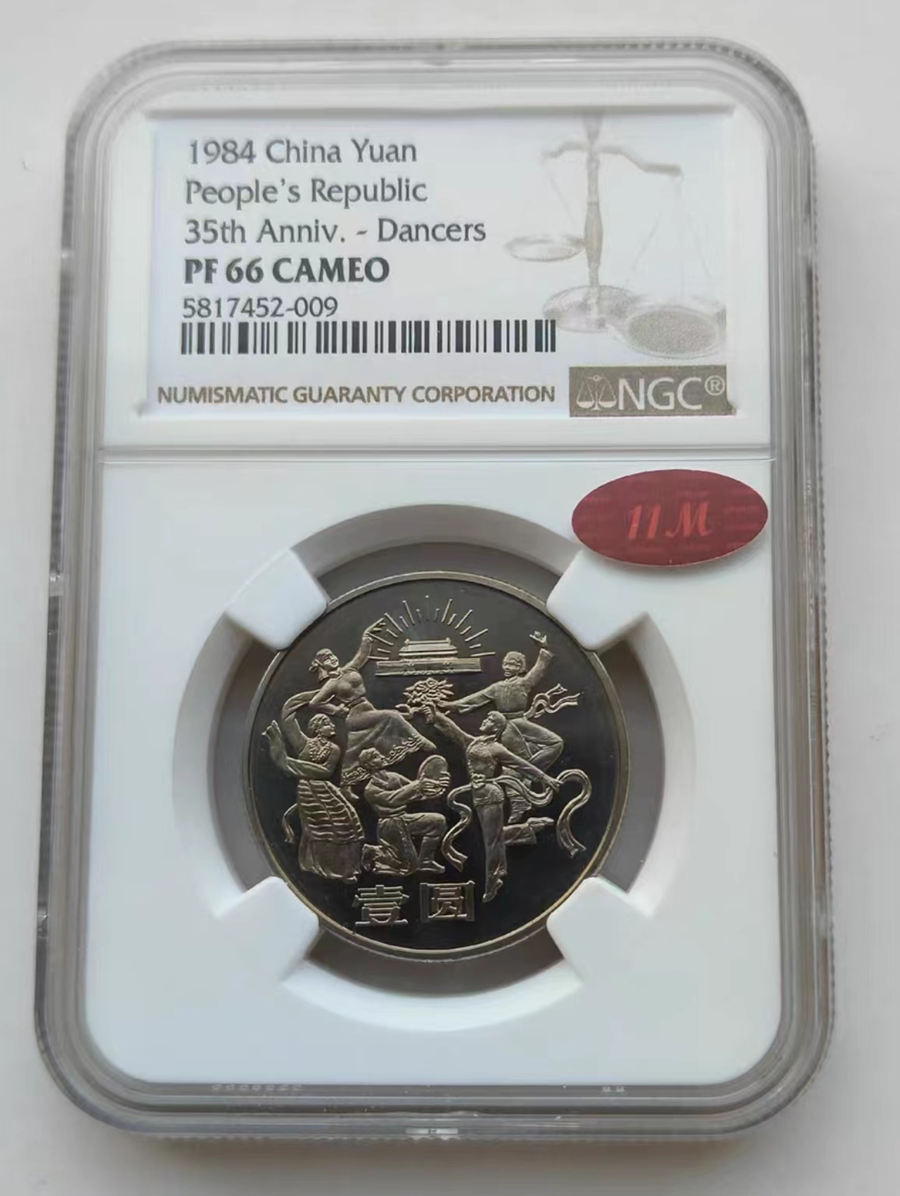 1984 China Yuan
People's Republic
35th Anniv. - Dancers
PF 66 CAMEO
5817452-009
NUMISMATIC GUARANTY CORPORATION
NGC®
11M
壹圆